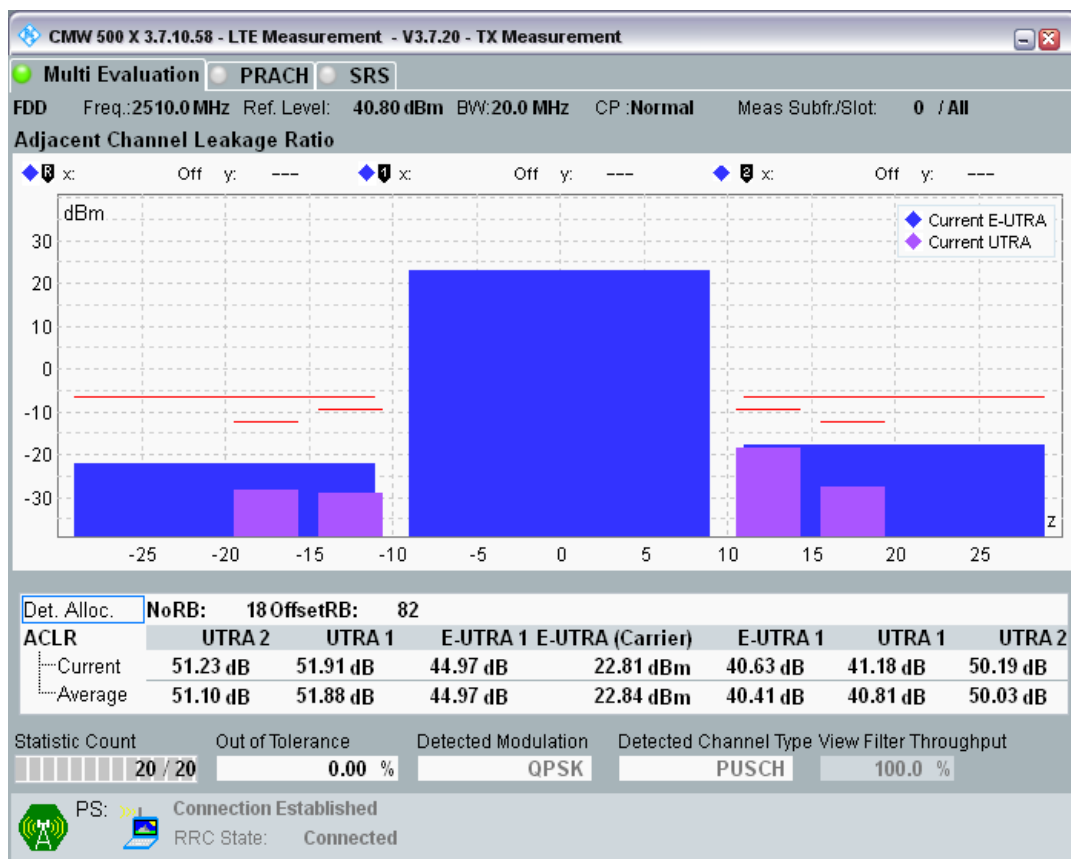 CMW 500 X 3.7.10.58 - LTE Measurement - V3.7.20 - TX Measurement
Multi Evaluation PRACH SRS
FDD Freq.:2510.0 MHz Ref. Level: 40.80 dBm BW:20.0 MHz CP :Normal Meas Subfr./Slot: 0 / All
Adjacent Channel Leakage Ratio
R x: Off y: --- 1 x: Off y: --- 2 x: Off y: ---
dBm
Current E-UTRA
Current UTRA
30
20
10
0
-10
-20
-30
z
-25 -20 -15 -10 -5 0 5 10 15 20 25
Det. Alloc. NoRB: 18 OffsetRB: 82
ACLR UTRA 2 UTRA 1 E-UTRA 1 E-UTRA (Carrier) E-UTRA 1 UTRA 1 UTRA 2
Current 51.23 dB 51.91 dB 44.97 dB 22.81 dBm 40.63 dB 41.18 dB 50.19 dB
Average 51.10 dB 51.88 dB 44.97 dB 22.84 dBm 40.41 dB 40.81 dB 50.03 dB
Statistic Count Out of Tolerance Detected Modulation Detected Channel Type View Filter Throughput
20 / 20 0.00 % QPSK PUSCH 100.0 %
PS: Connection Established
RRC State: Connected